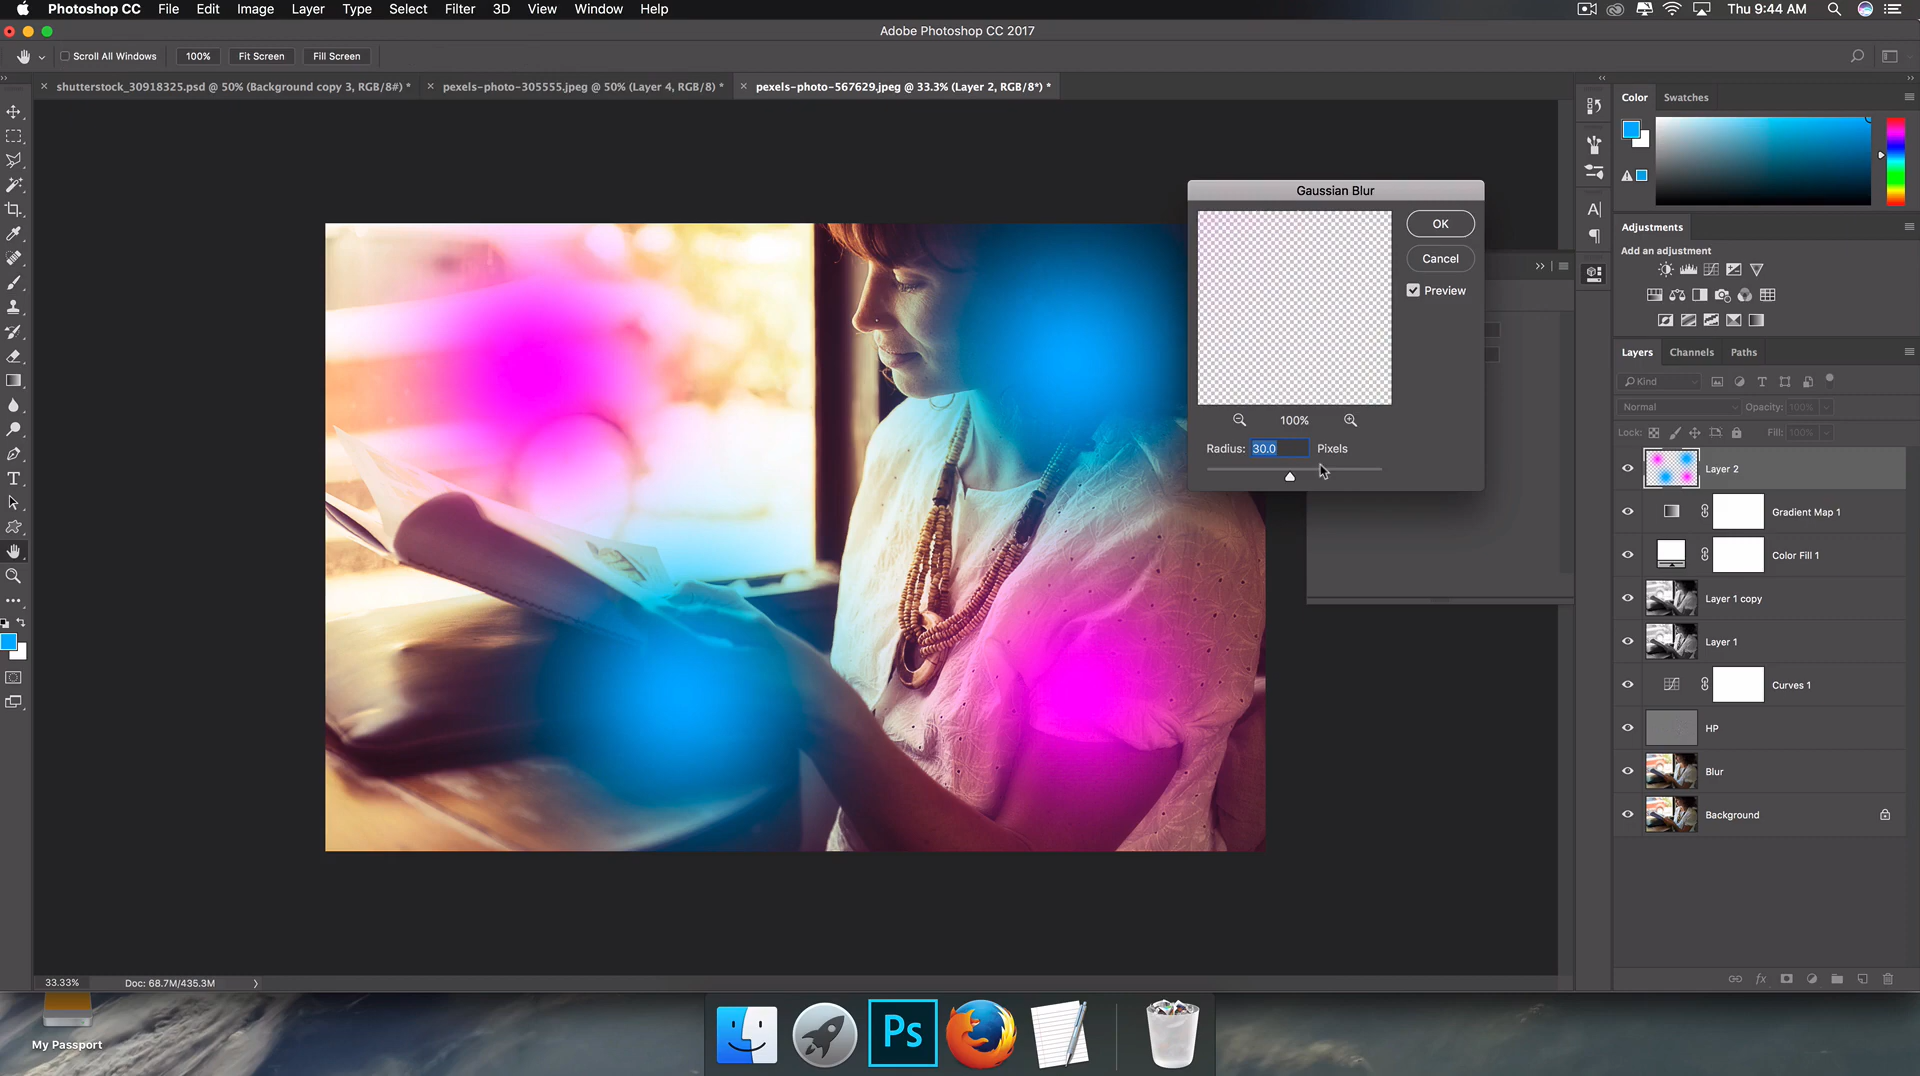 Photoshop CC File Edit Image Layer Type Select Filter 3D View Window Help
Thu 9:44 AM
Adobe Photoshop CC 2017
Scroll All Windows 100% Fit Screen Fill Screen
shutterstock_30918325.psd @ 50% (Background copy 3, RGB/8#) *
pexels-photo-305555.jpeg @ 50% (Layer 4, RGB/8) *
pexels-photo-567629.jpeg @ 33.3% (Layer 2, RGB/8*) *
Color Swatches
Gaussian Blur
OK
Cancel
Preview
100%
Radius: 30.0 Pixels
Adjustments
Add an adjustment
Layers Channels Paths
Kind
Normal Opacity: 100%
Lock: Fill: 100%
Layer 2
Gradient Map 1
Color Fill 1
Layer 1 copy
Layer 1
Curves 1
HP
Blur
Background
fx
33.33% Doc: 68.7M/435.3M
Ps
My Passport